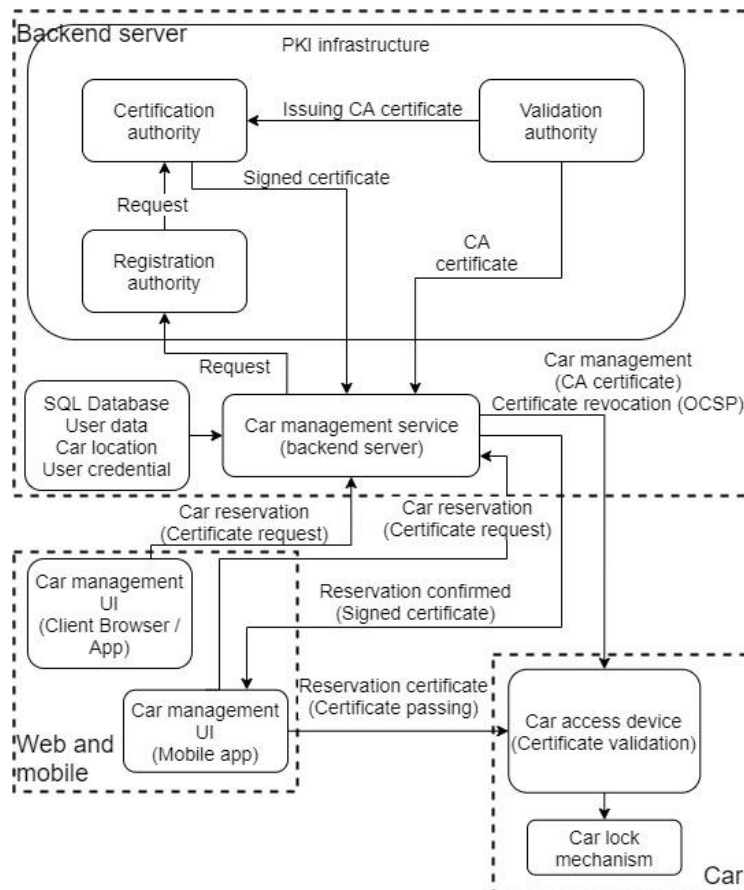 Backend server
PKI infrastructure
Certification
authority
Issuing CA certificate
Validation
authority
Signed certificate
Request
Registration
authority
CA
certificate
Request
Car management
(CA certificate)
Certificate revocation (OCSP)
SQL Database
User data
Car location
User credential
Car management service
(backend server)
Car reservation
(Certificate request)
Car reservation
(Certificate request)
Car management
UI
(Client Browser /
App)
Reservation confirmed
(Signed certificate)
Car management
UI
(Mobile app)
Reservation certificate
(Certificate passing)
Car access device
(Certificate validation)
Web and
mobile
Car lock
mechanism
Car